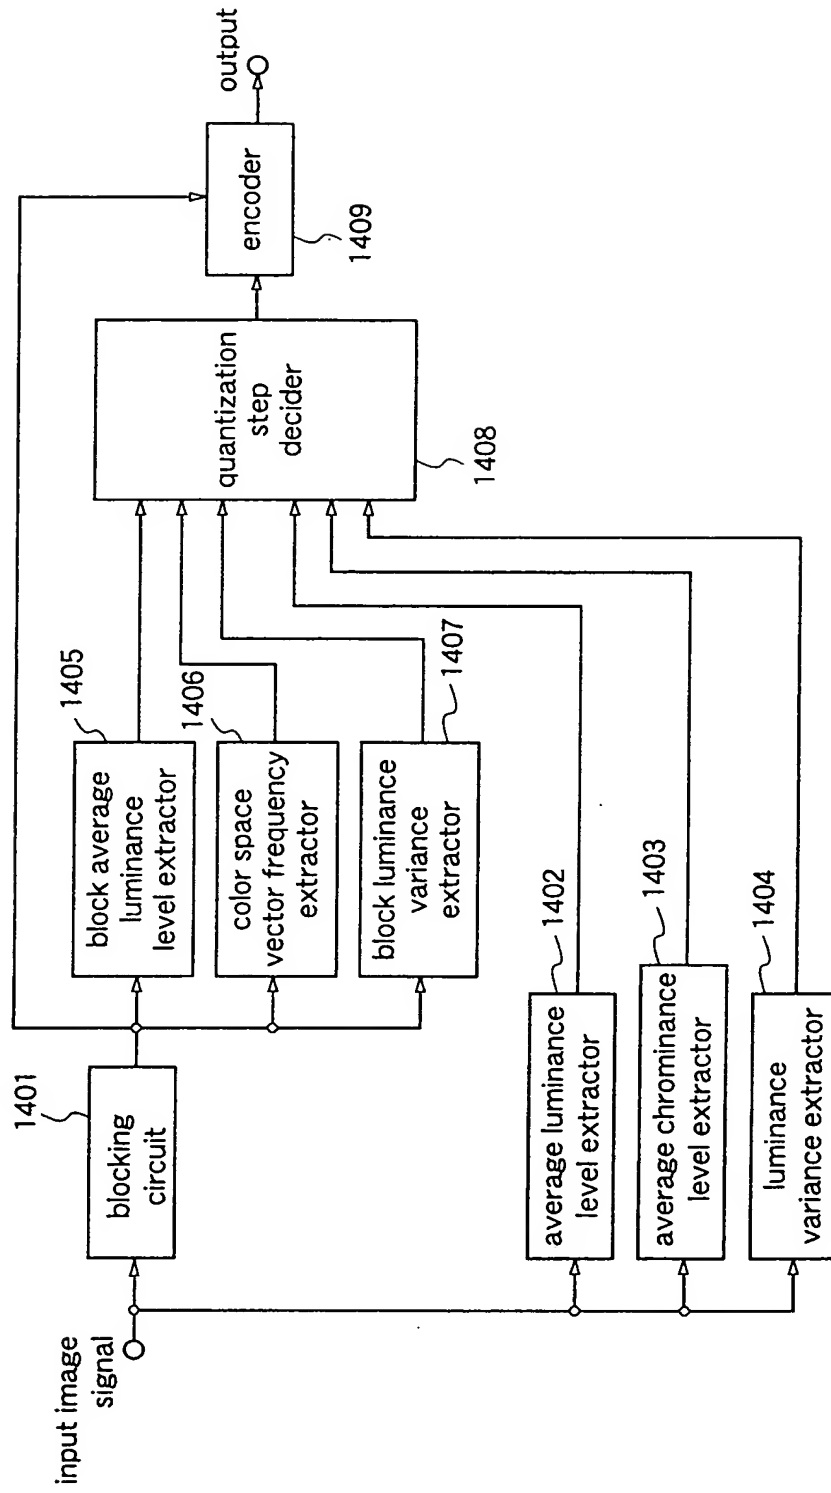 input image
signal
1401
blocking
circuit
1405
block average
luminance
level extractor
1406
color space
vector frequency
extractor
1407
block luminance
variance
extractor
1402
average luminance
level extractor
1403
average chrominance
level extractor
1404
luminance
variance extractor
quantization
step
decider
1408
encoder
1409
output